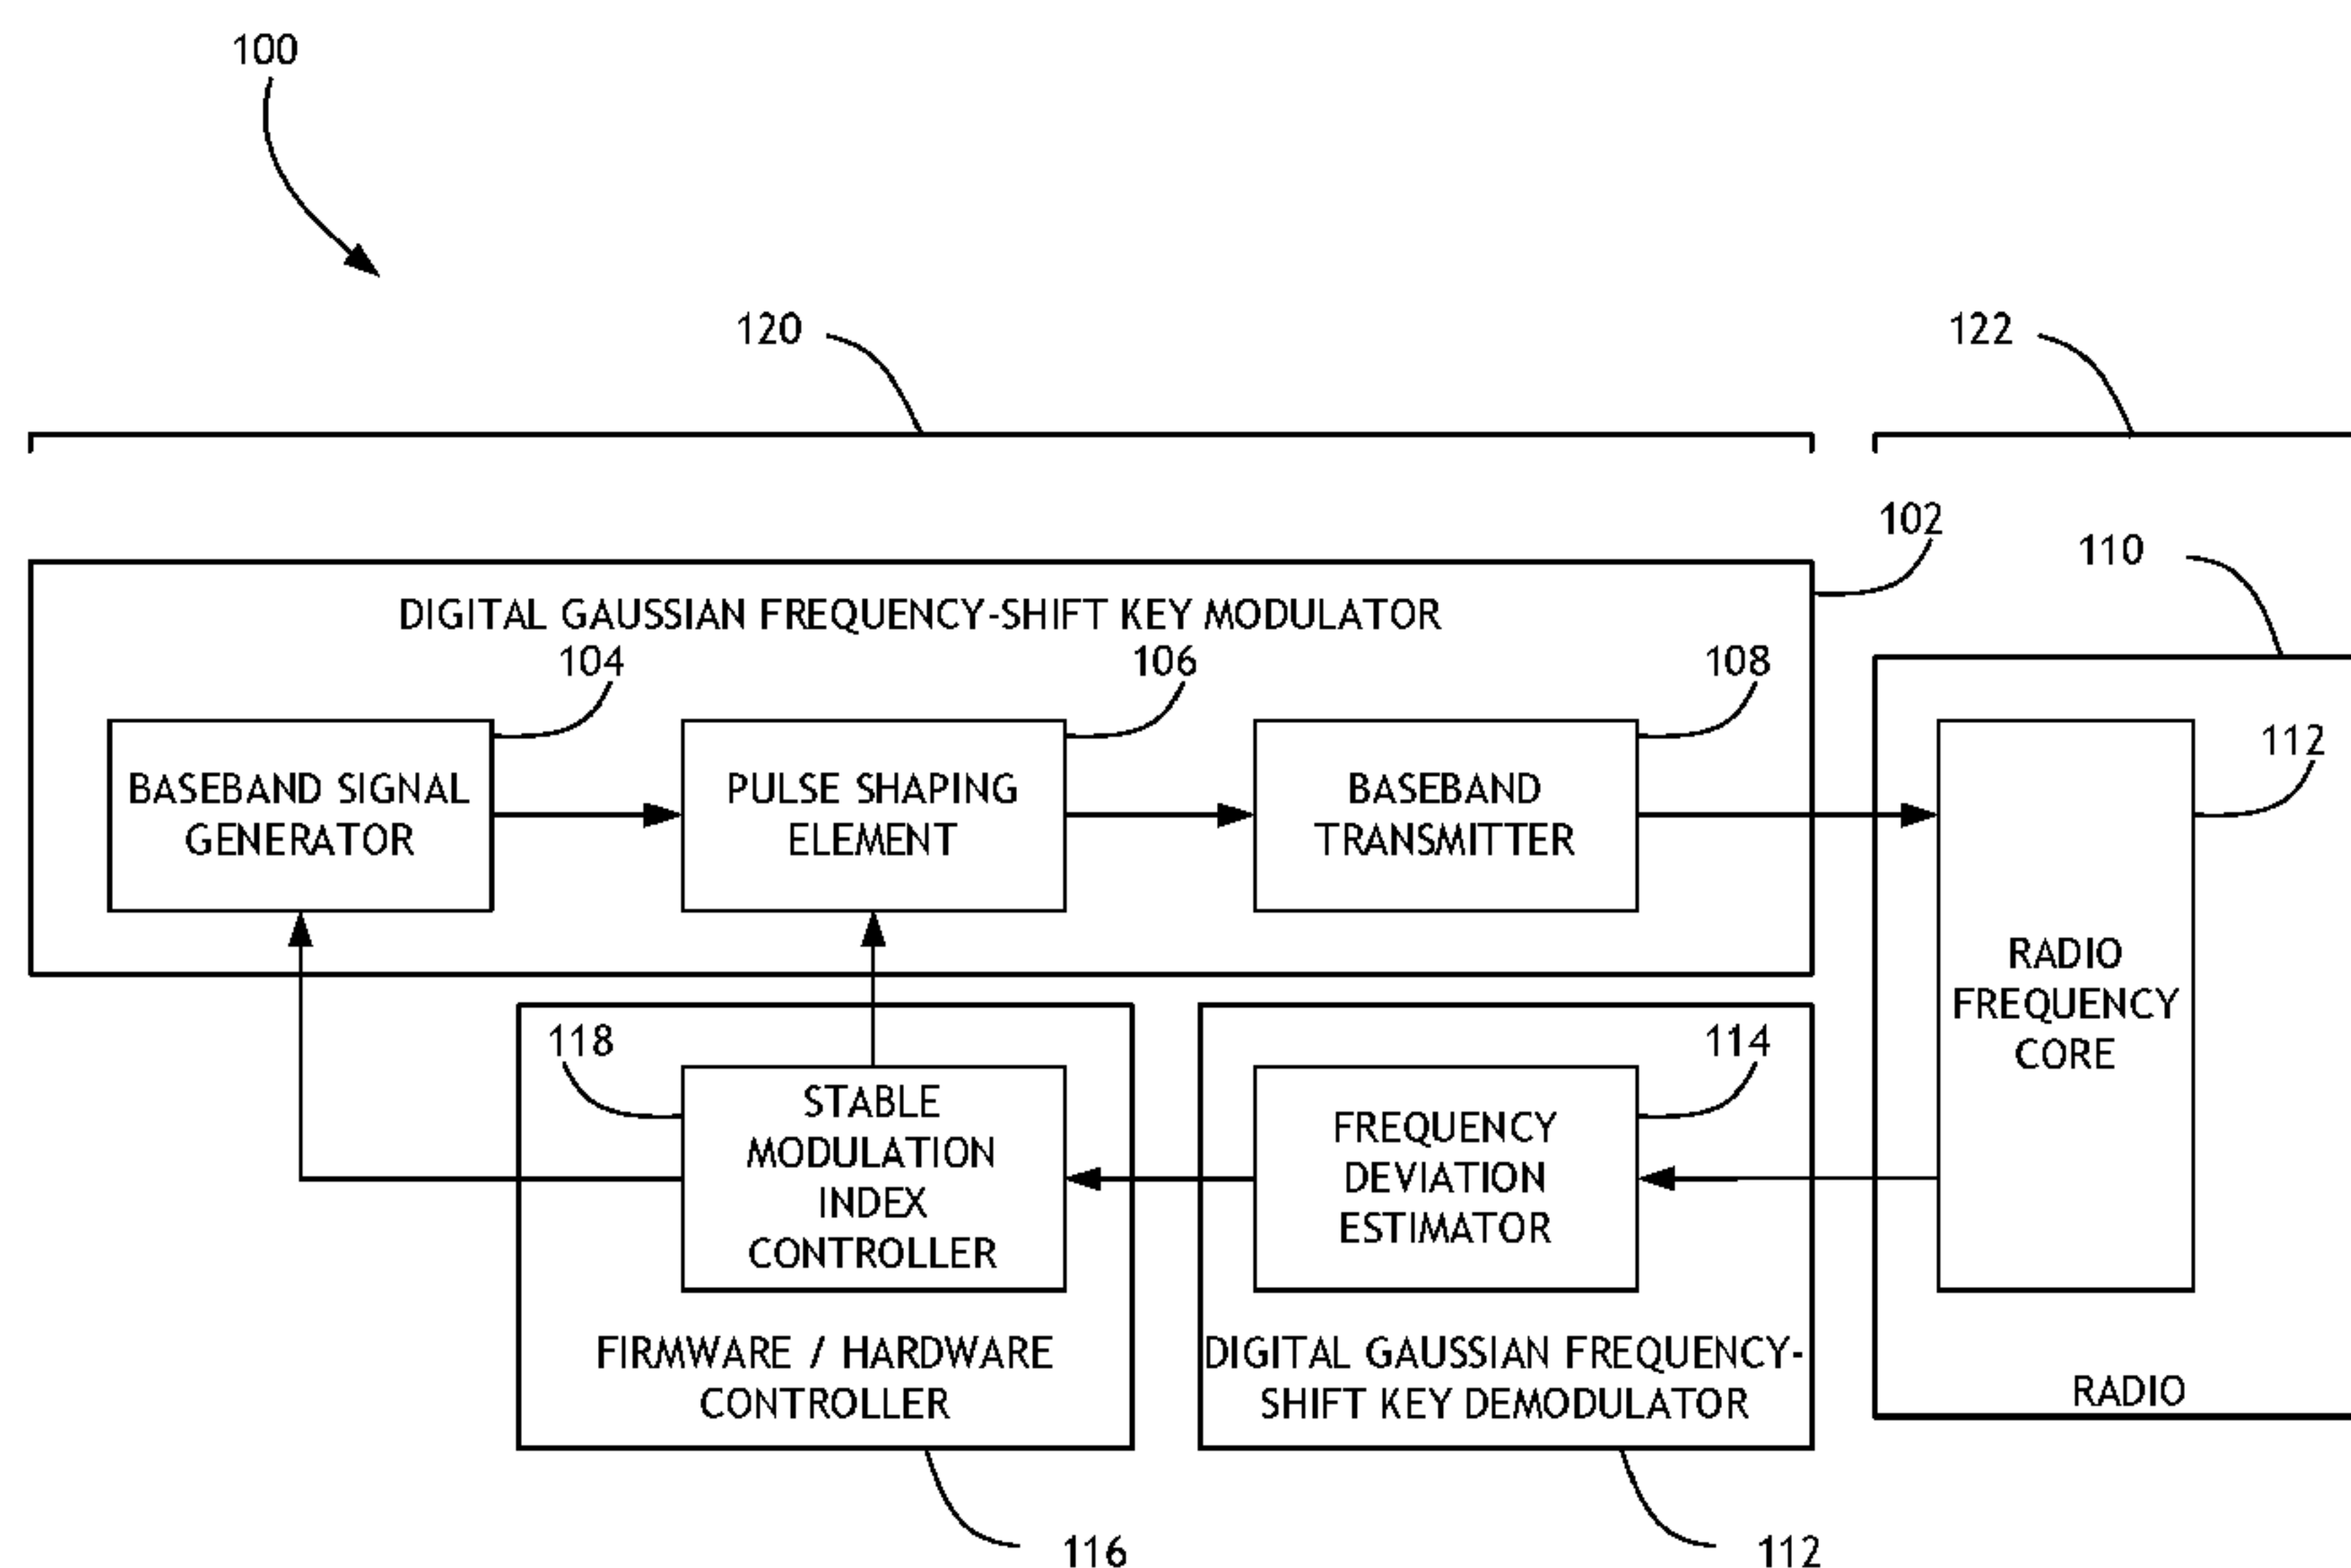 100
120
122
102
110
DIGITAL GAUSSIAN FREQUENCY-SHIFT KEY MODULATOR
104
106
108
112
BASEBAND SIGNAL
GENERATOR
PULSE SHAPING
ELEMENT
BASEBAND
TRANSMITTER
RADIO
FREQUENCY
CORE
118
STABLE
MODULATION
INDEX
CONTROLLER
114
FREQUENCY
DEVIATION
ESTIMATOR
FIRMWARE / HARDWARE
CONTROLLER
DIGITAL GAUSSIAN FREQUENCY-
SHIFT KEY DEMODULATOR
RADIO
116
112